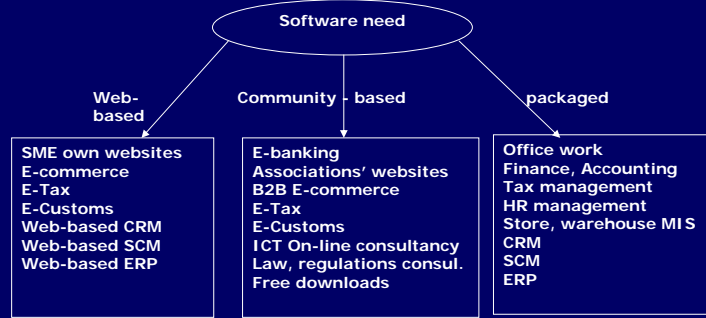 Software need
Web-
based
Community - based
packaged
SME own websites
E-commerce
E-Tax
E-Customs
Web-based CRM
Web-based SCM
Web-based ERP
E-banking
Associations' websites
B2B E-commerce
E-Tax
E-Customs
ICT On-line consultancy
Law, regulations consul.
Free downloads
Office work
Finance, Accounting
Tax management
HR management
Store, warehouse MIS
CRM
SCM
ERP